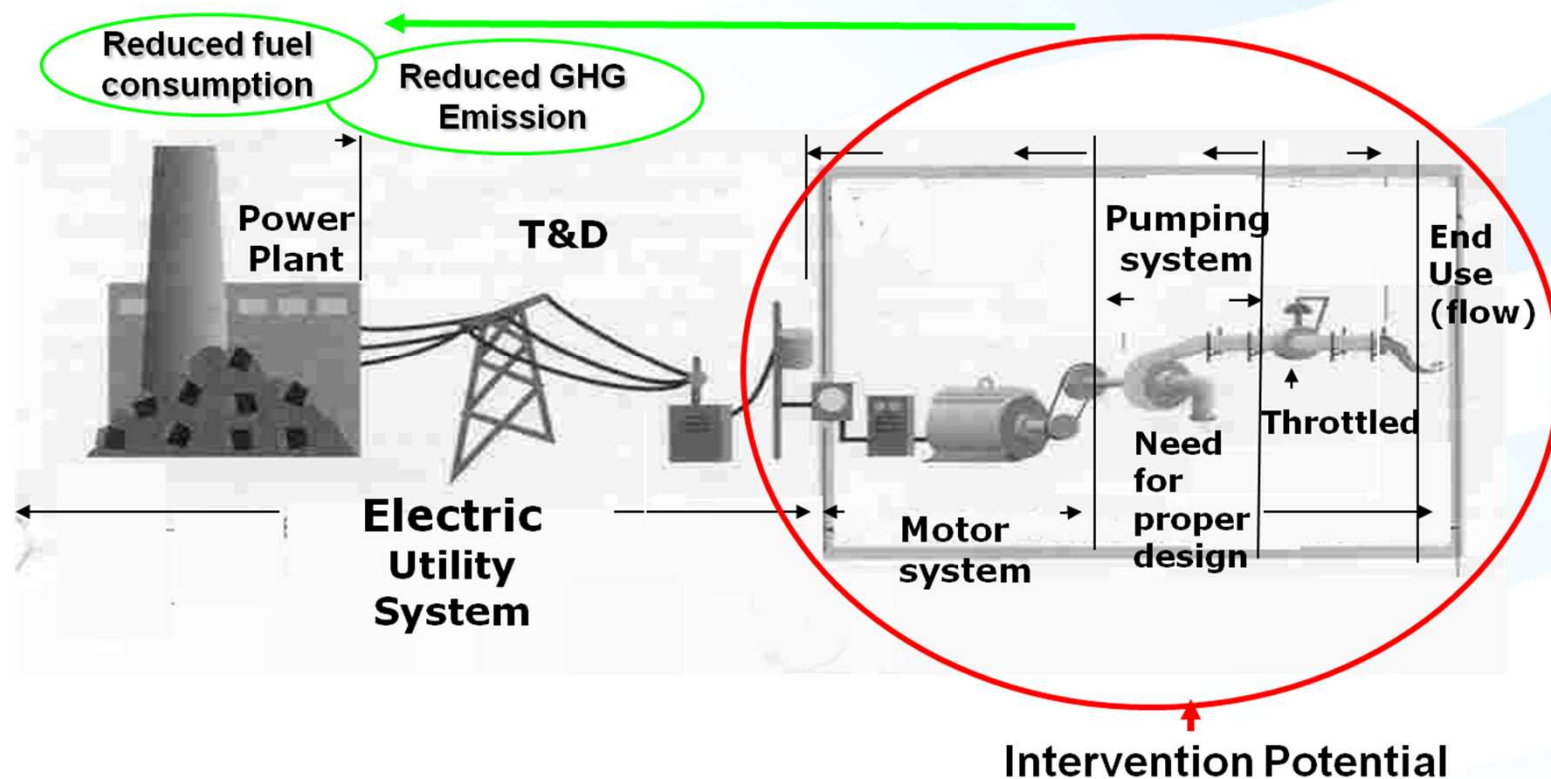 Reduced fuel
consumption
Reduced GHG
Emission
Power
Plant
T&D
Pumping
system
End
Use
(flow)
Throttled
Need
for
proper
design
Motor
system
Electric
Utility
System
Intervention Potential